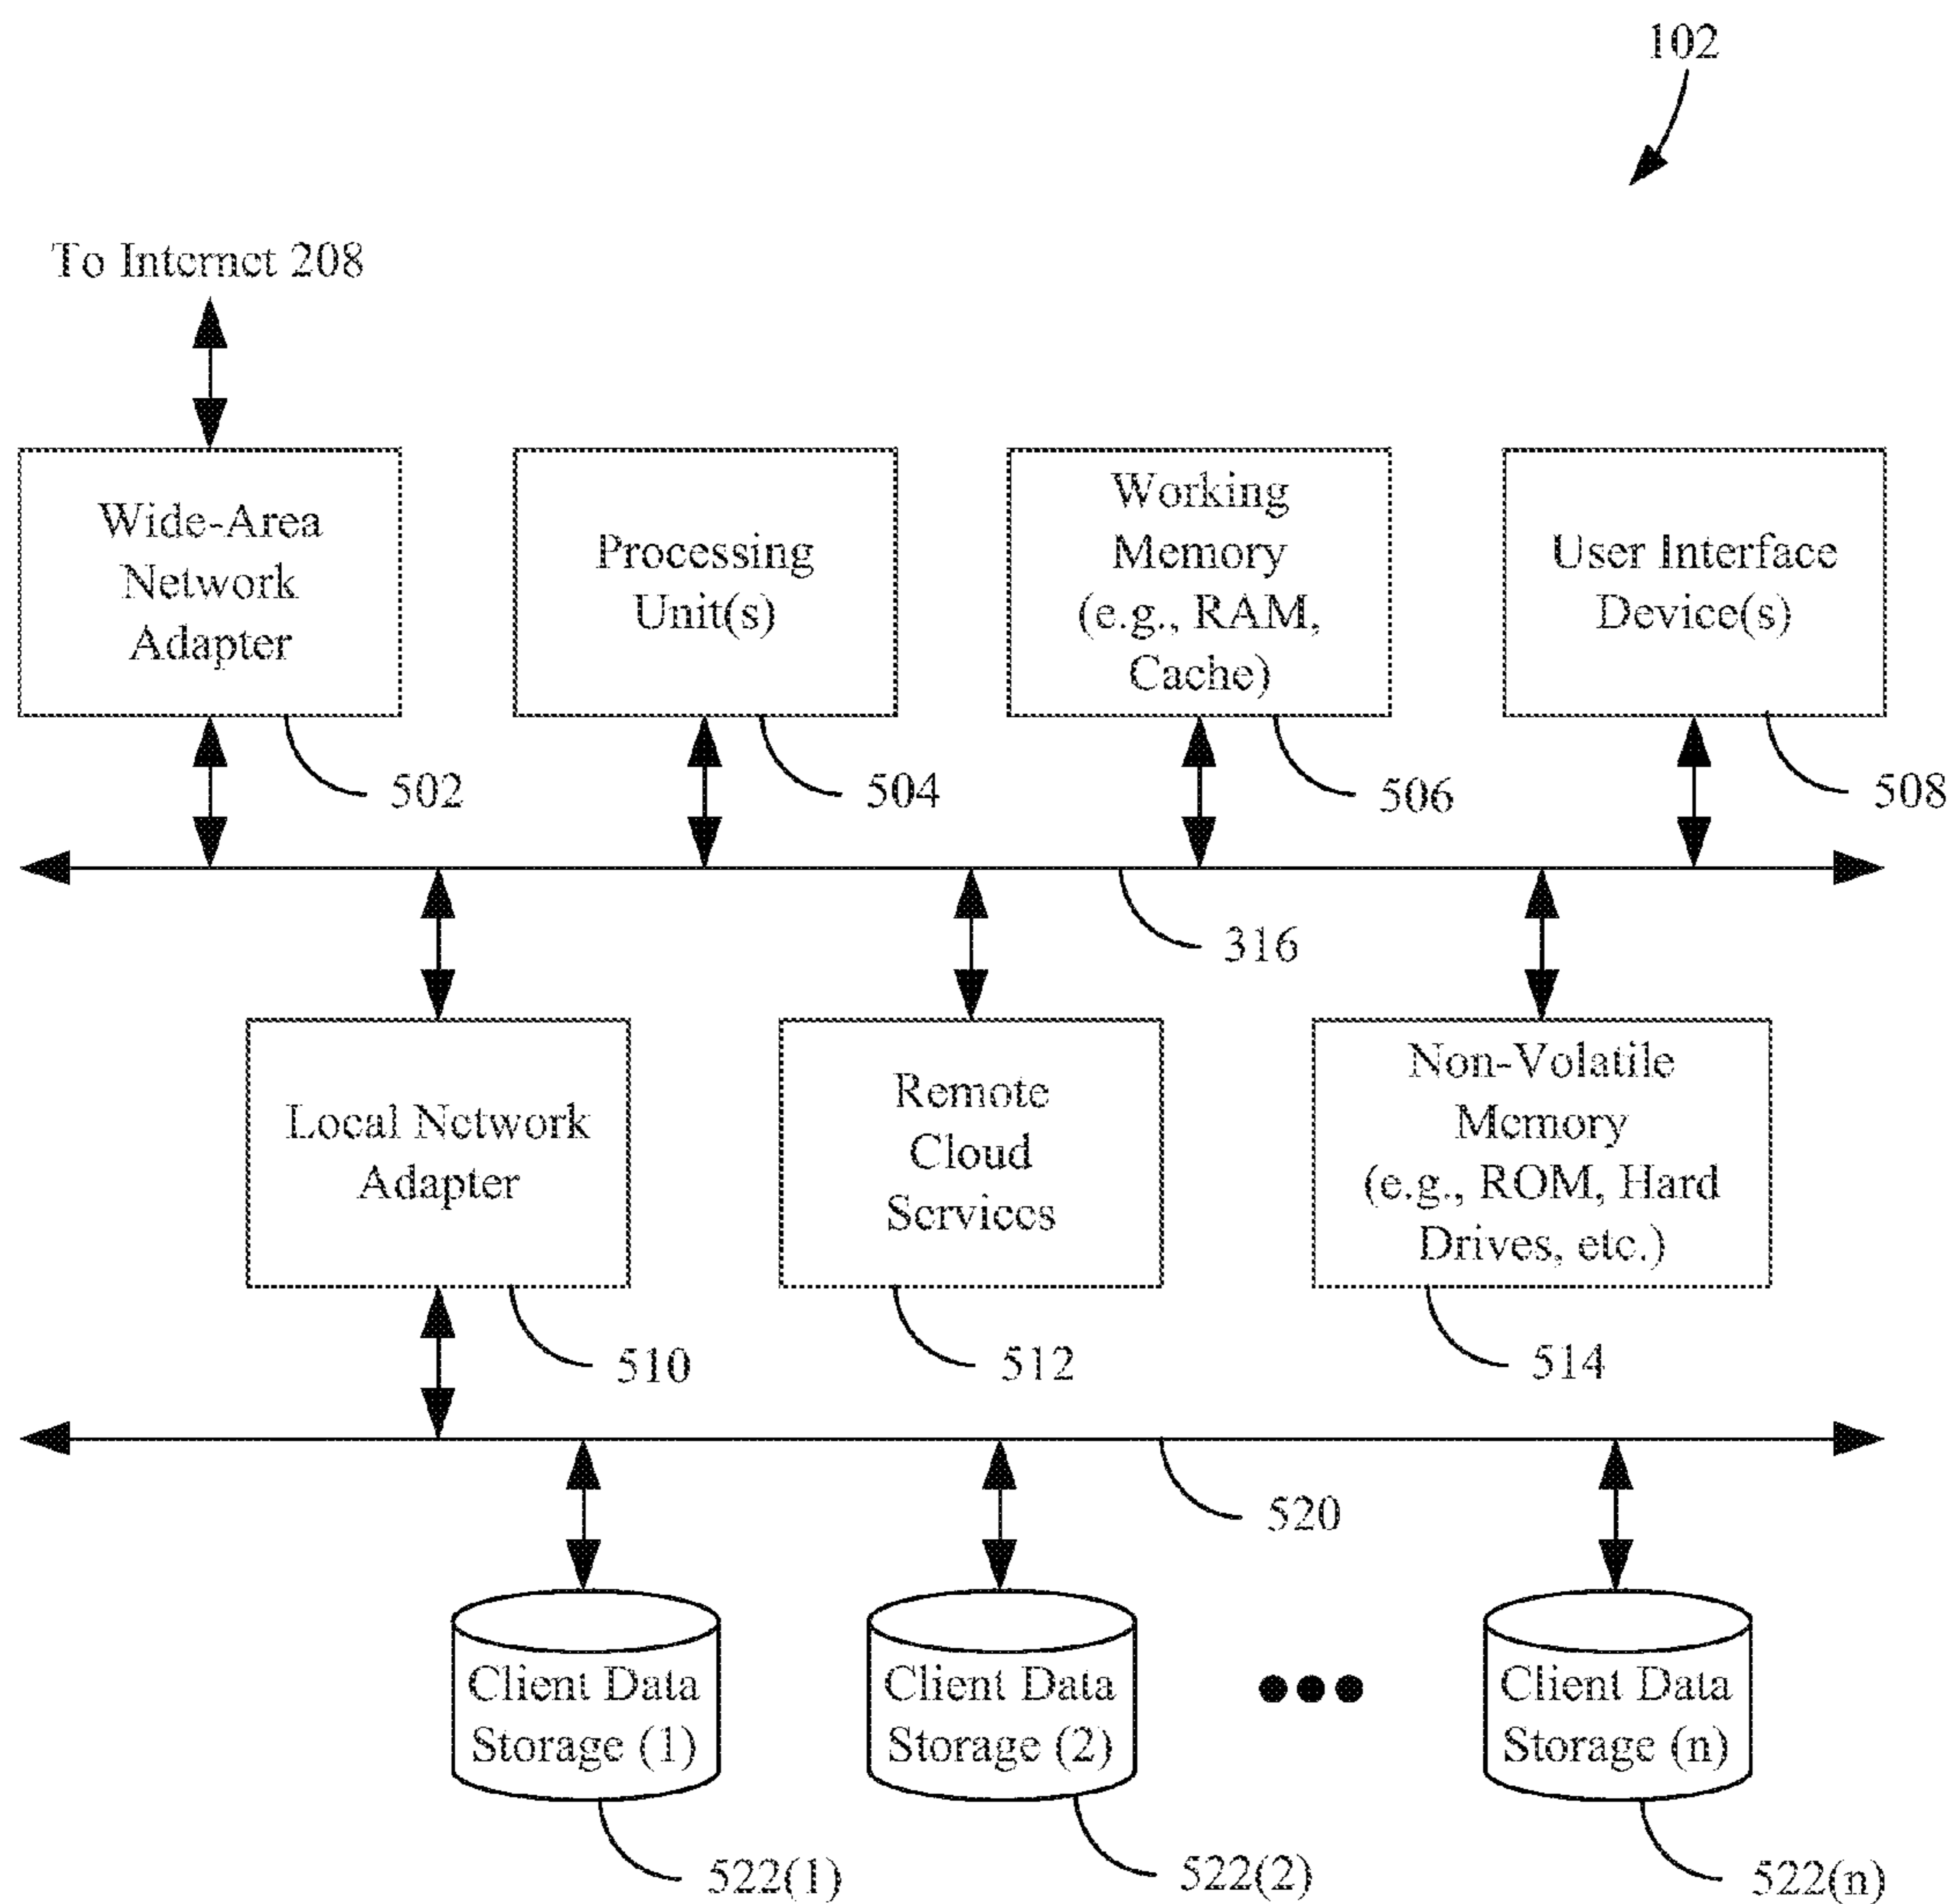 102
To Internet 208
Wide-Area
Network
Adapter
Processing
Unit(s)
Working
Memory
(e.g., RAM,
Cache)
User Interface
Device(s)
502
504
506
508
316
Local Network
Adapter
Remote
Cloud
Services
Non-Volatile
Memory
(e.g., ROM, Hard
Drives, etc.)
510
512
514
520
Client Data
Storage (1)
Client Data
Storage (2)
Client Data
Storage (n)
522(1)
522(2)
522(n)